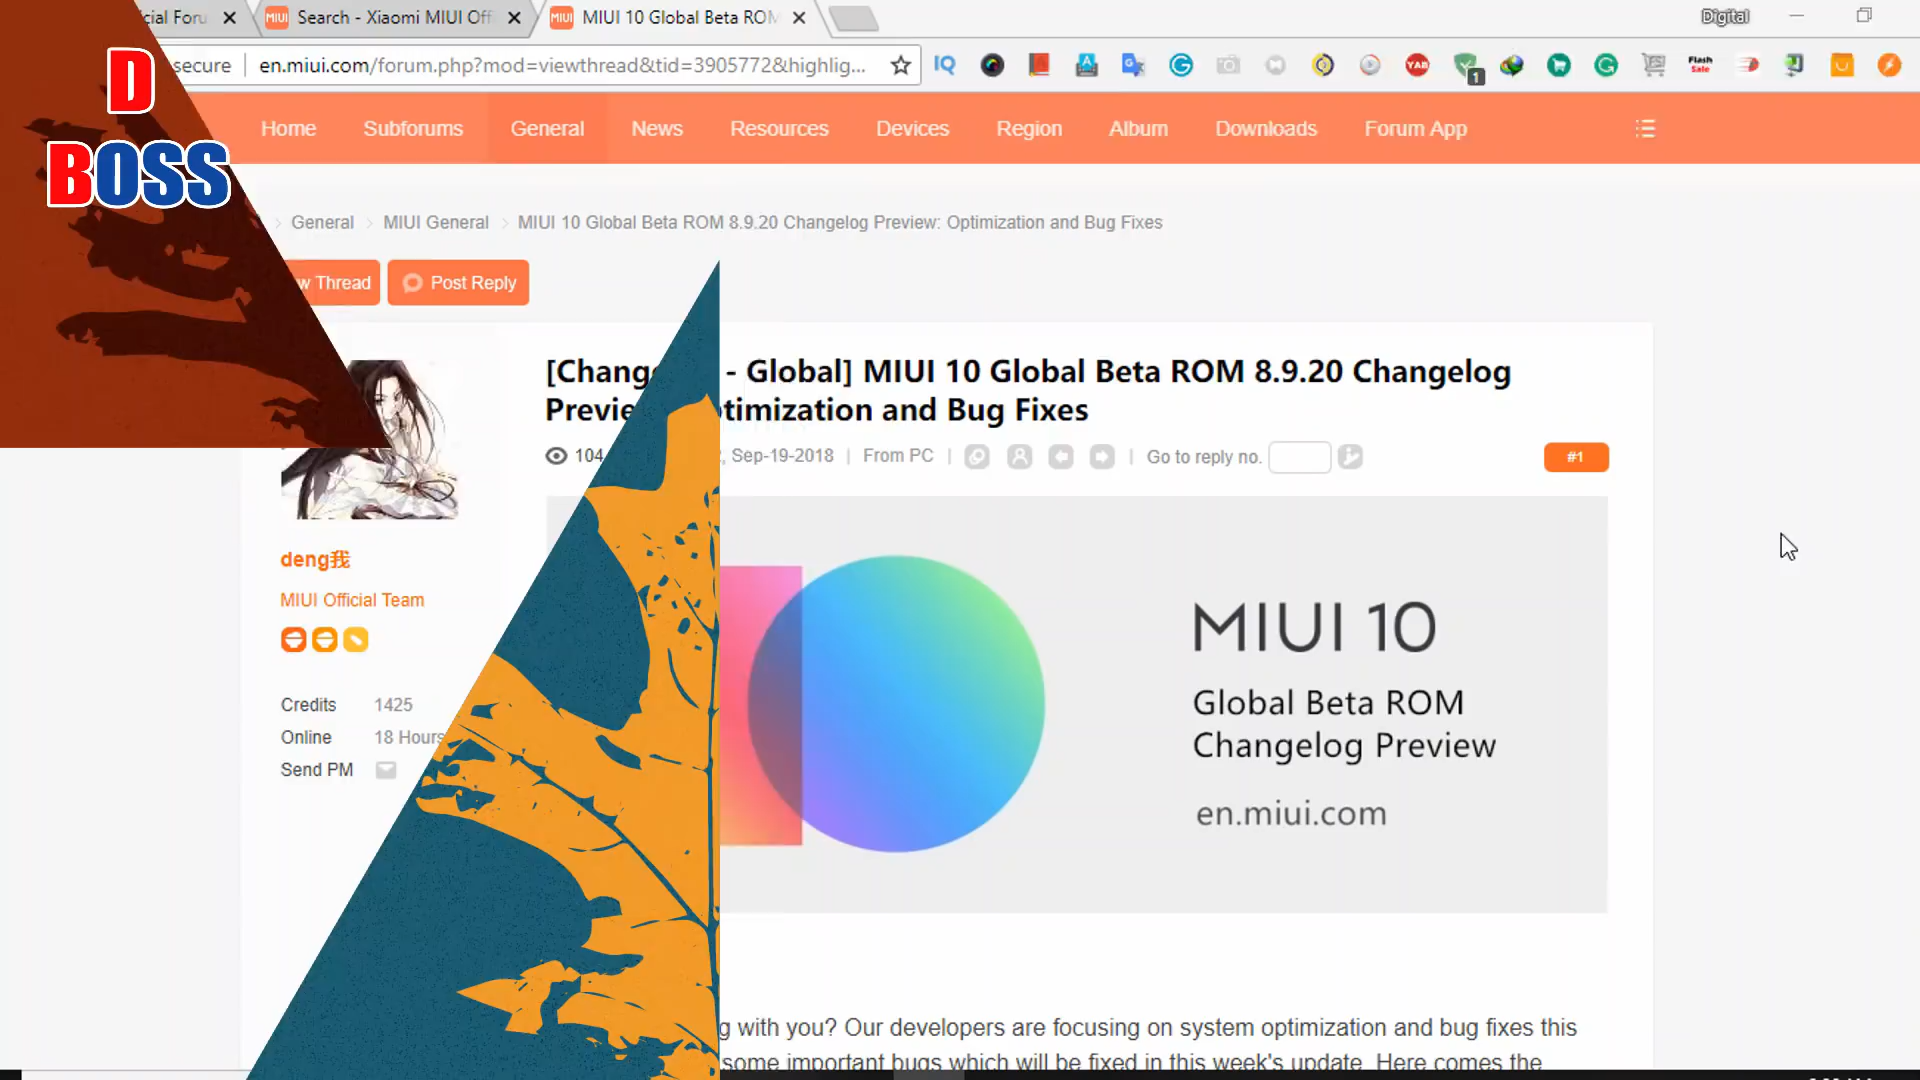 cial Foru
Search - Xiaomi MIUI Off
MIUI 10 Global Beta ROM
Digital
D
BOSS
secure
en.miui.com/forum.php?mod=viewthread&tid=3905772&highlig...
IQ
YAB
1
Flash
Sale
Home Subforums General News Resources Devices Region Album Downloads Forum App
General > MIUI General > MIUI 10 Global Beta ROM 8.9.20 Changelog Preview: Optimization and Bug Fixes
w Thread
Post Reply
[Chang - Global] MIUI 10 Global Beta ROM 8.9.20 Changelog
Previe timization and Bug Fixes
104 2, Sep-19-2018 | From PC | Go to reply no.
#1
deng我
MIUI Official Team
Credits 1425
Online 18 Hours
Send PM
MIUI 10
Global Beta ROM
Changelog Preview
en.miui.com
g with you? Our developers are focusing on system optimization and bug fixes this
some important bugs which will be fixed in this week's update. Here comes the